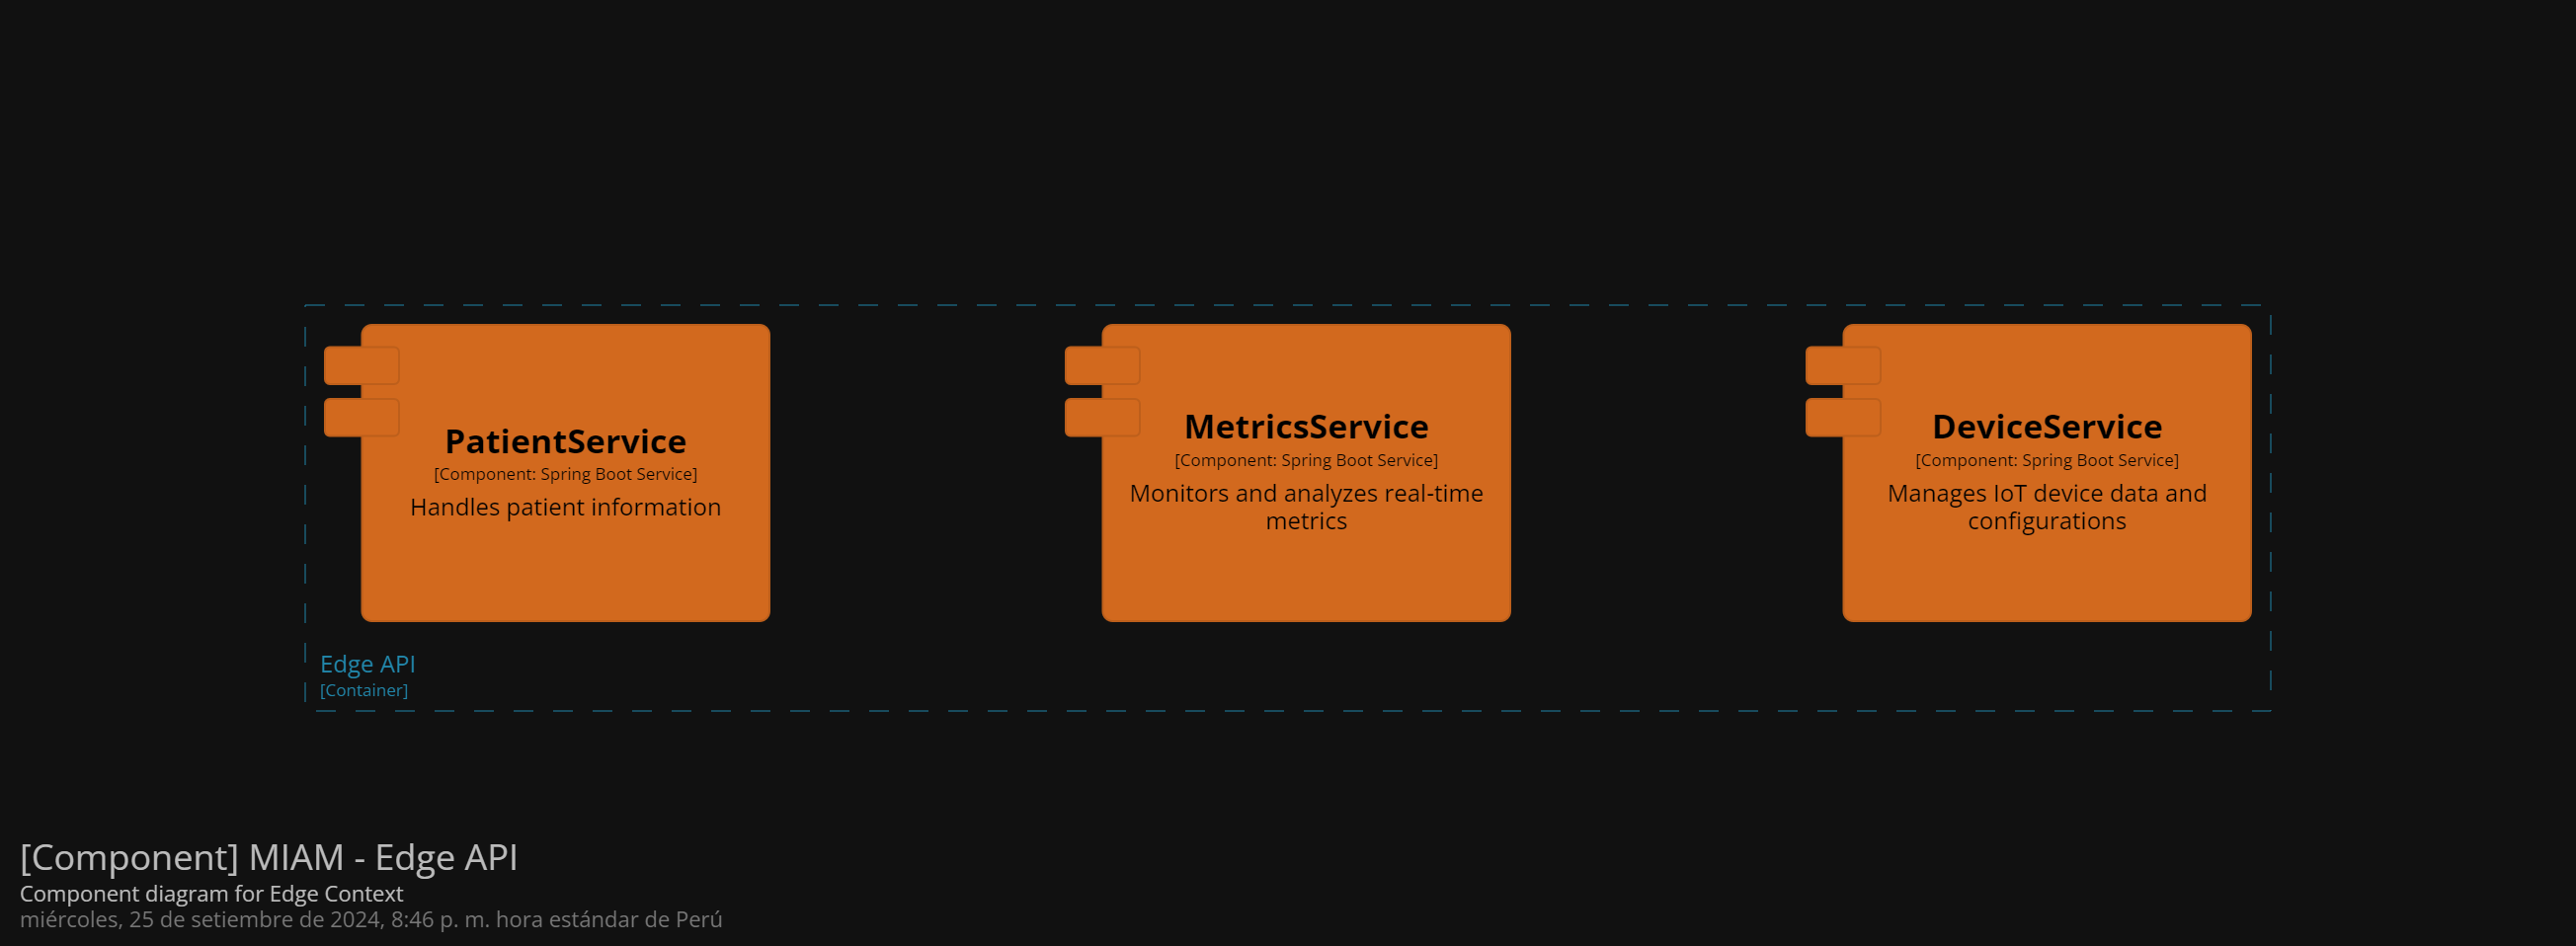 PatientService
[Component: Spring Boot Service]
Handles patient information
MetricsService
[Component: Spring Boot Service]
Monitors and analyzes real-time
metrics
DeviceService
[Component: Spring Boot Service]
Manages IoT device data and
configurations
Edge API
[Container]
[Component] MIAM - Edge API
Component diagram for Edge Context
miércoles, 25 de setiembre de 2024, 8:46 p. m. hora estándar de Perú